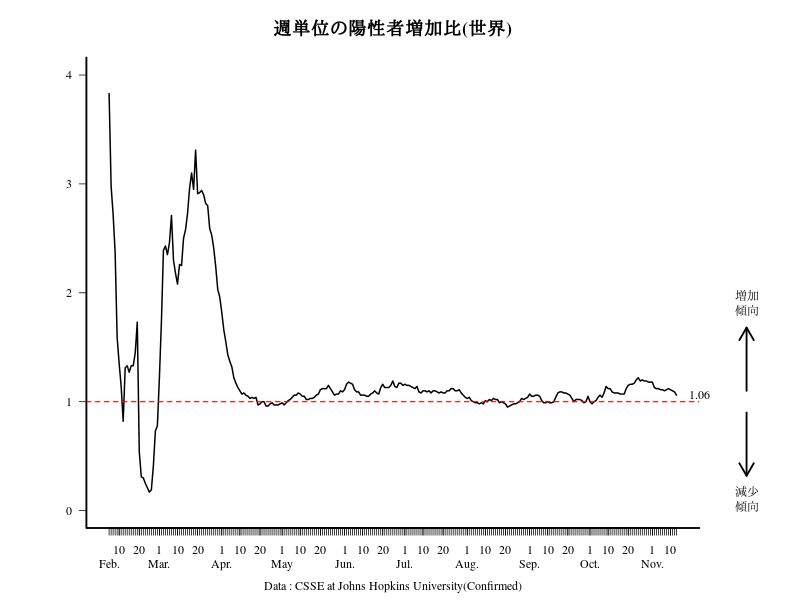 週単位の陽性者増加比(世界)
4
3
2
1
0
1.06
増加
傾向
減少
傾向
10 20 1 10 20 1 10 20 1 10 20 1 10 20 1 10 20 1 10 20 1 10 20 1 10 20 1 10
Feb. Mar. Apr. May Jun. Jul. Aug. Sep. Oct. Nov.
Data : CSSE at Johns Hopkins University(Confirmed)